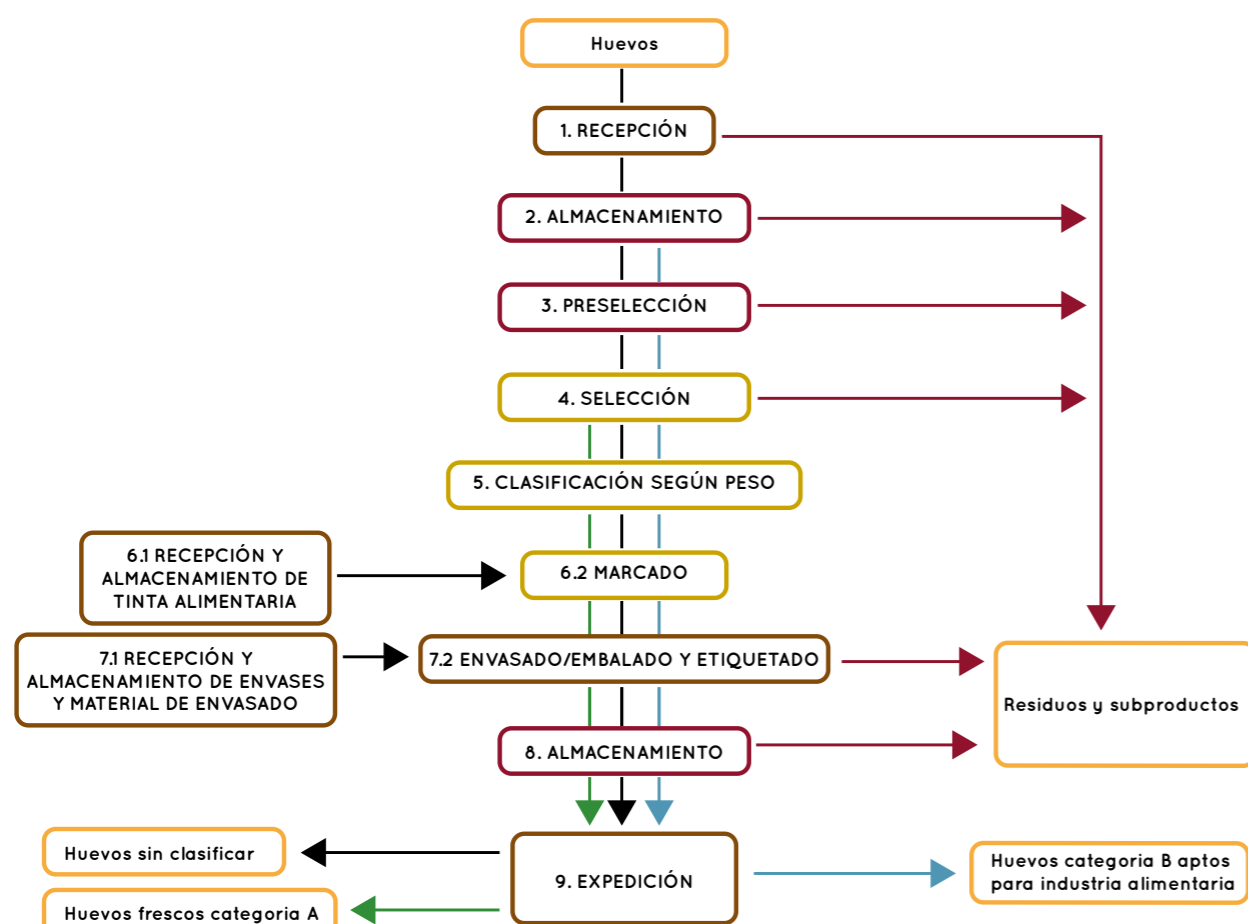 Huevos
1. RECEPCIÓN
2. ALMACENAMIENTO
3. PRESELECCIÓN
4. SELECCIÓN
5. CLASIFICACIÓN SEGÚN PESO
6.1 RECEPCIÓN Y
ALMACENAMIENTO DE
TINTA ALIMENTARIA
6.2 MARCADO
7.1 RECEPCIÓN Y
ALMACENAMIENTO DE ENVASES
Y MATERIAL DE ENVASADO
7.2 ENVASADO/EMBALADO Y ETIQUETADO
Residuos y subproductos
8. ALMACENAMIENTO
Huevos sin clasificar
9. EXPEDICIÓN
Huevos categoria B aptos
para industria alimentaria
Huevos frescos categoria A